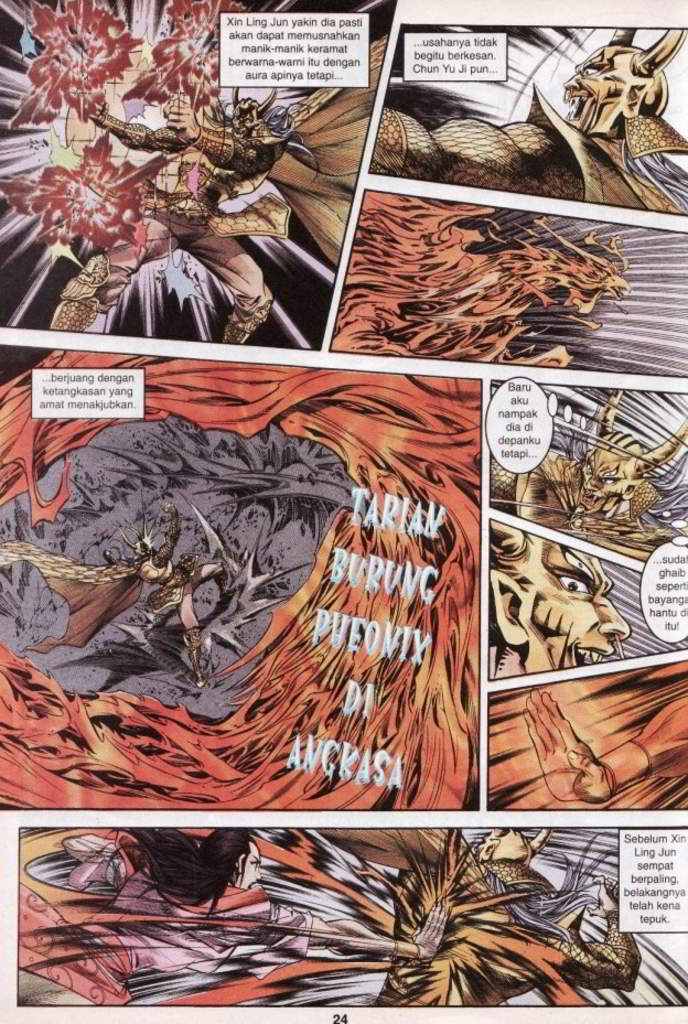 Xin Ling Jun yakin dia pasti
akan dapat memusnahkan
manik-manik keramat
berwarna-warni itu dengan
aura apinya tetapi...
...usahanya tidak
begitu berkesan.
Chun Yu Ji pun...
...berjuang dengan
ketangkasan yang
amat menakjubkan.
TARIAN
BURUNG
PHEONIX
DI
ANGKASA
Baru
aku
nampak
dia di
depanku
tetapi...
...sudah
ghaib
seperti
bayanga
hantu di
itu!
Sebelum Xin
Ling Jun
sempat
berpaling,
belakangnya
telah kena
tepuk.
24